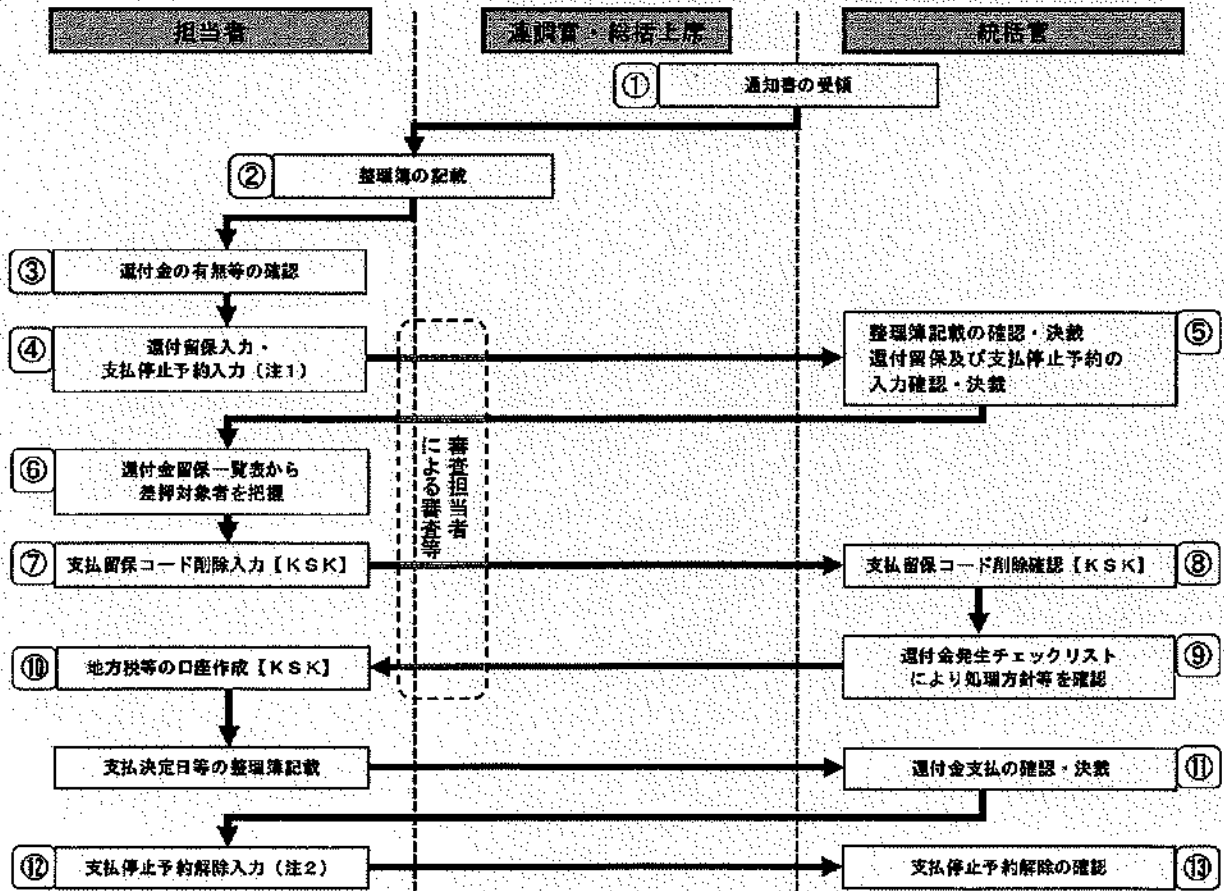 担当者
連調官・総括上席
統括官
① 通知書の受領
② 整理簿の記載
③ 還付金の有無等の確認
④ 還付留保入力・
支払停止予約入力(注1)
⑤ 整理簿記載の確認・決裁
還付留保及び支払停止予約の
入力確認・決裁
審査担当者
による審査等
⑥ 還付金留保一覧表から
差押対象者を把握
⑦ 支払留保コード削除入力【KSK】
⑧ 支払留保コード削除確認【KSK】
⑨ 還付金発生チェックリスト
により処理方針等を確認
⑩ 地方税等の口座作成【KSK】
支払決定日等の整理簿記載
⑪ 還付金支払の確認・決裁
⑫ 支払停止予約解除入力(注2)
⑬ 支払停止予約解除の確認